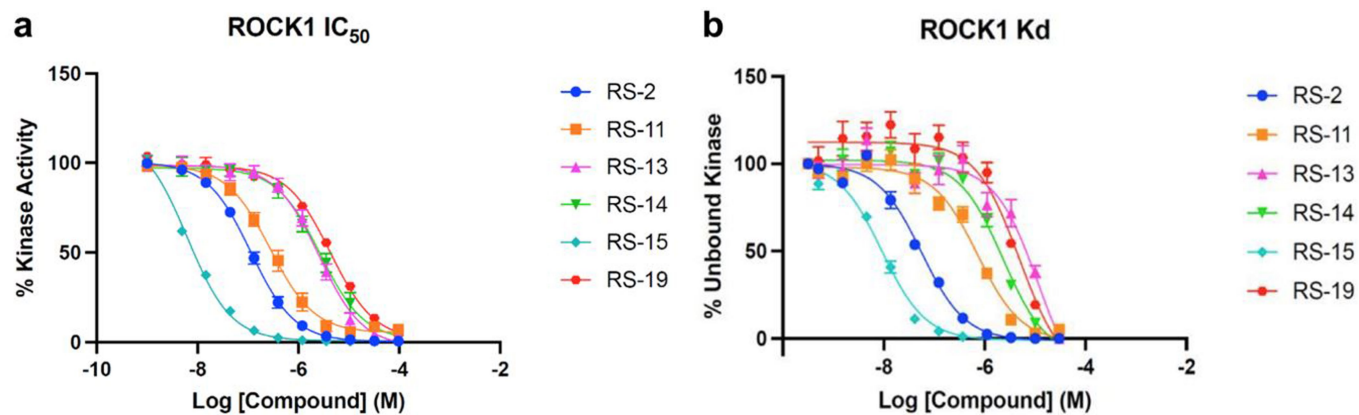 a
ROCK1 IC50
% Kinase Activity
150
100
50
0
-10
-8
-6
-4
-2
Log [Compound] (M)
RS-2
RS-11
RS-13
RS-14
RS-15
RS-19
b
ROCK1 Kd
% Unbound Kinase
150
100
50
0
-8
-6
-4
-2
Log [Compound] (M)
RS-2
RS-11
RS-13
RS-14
RS-15
RS-19